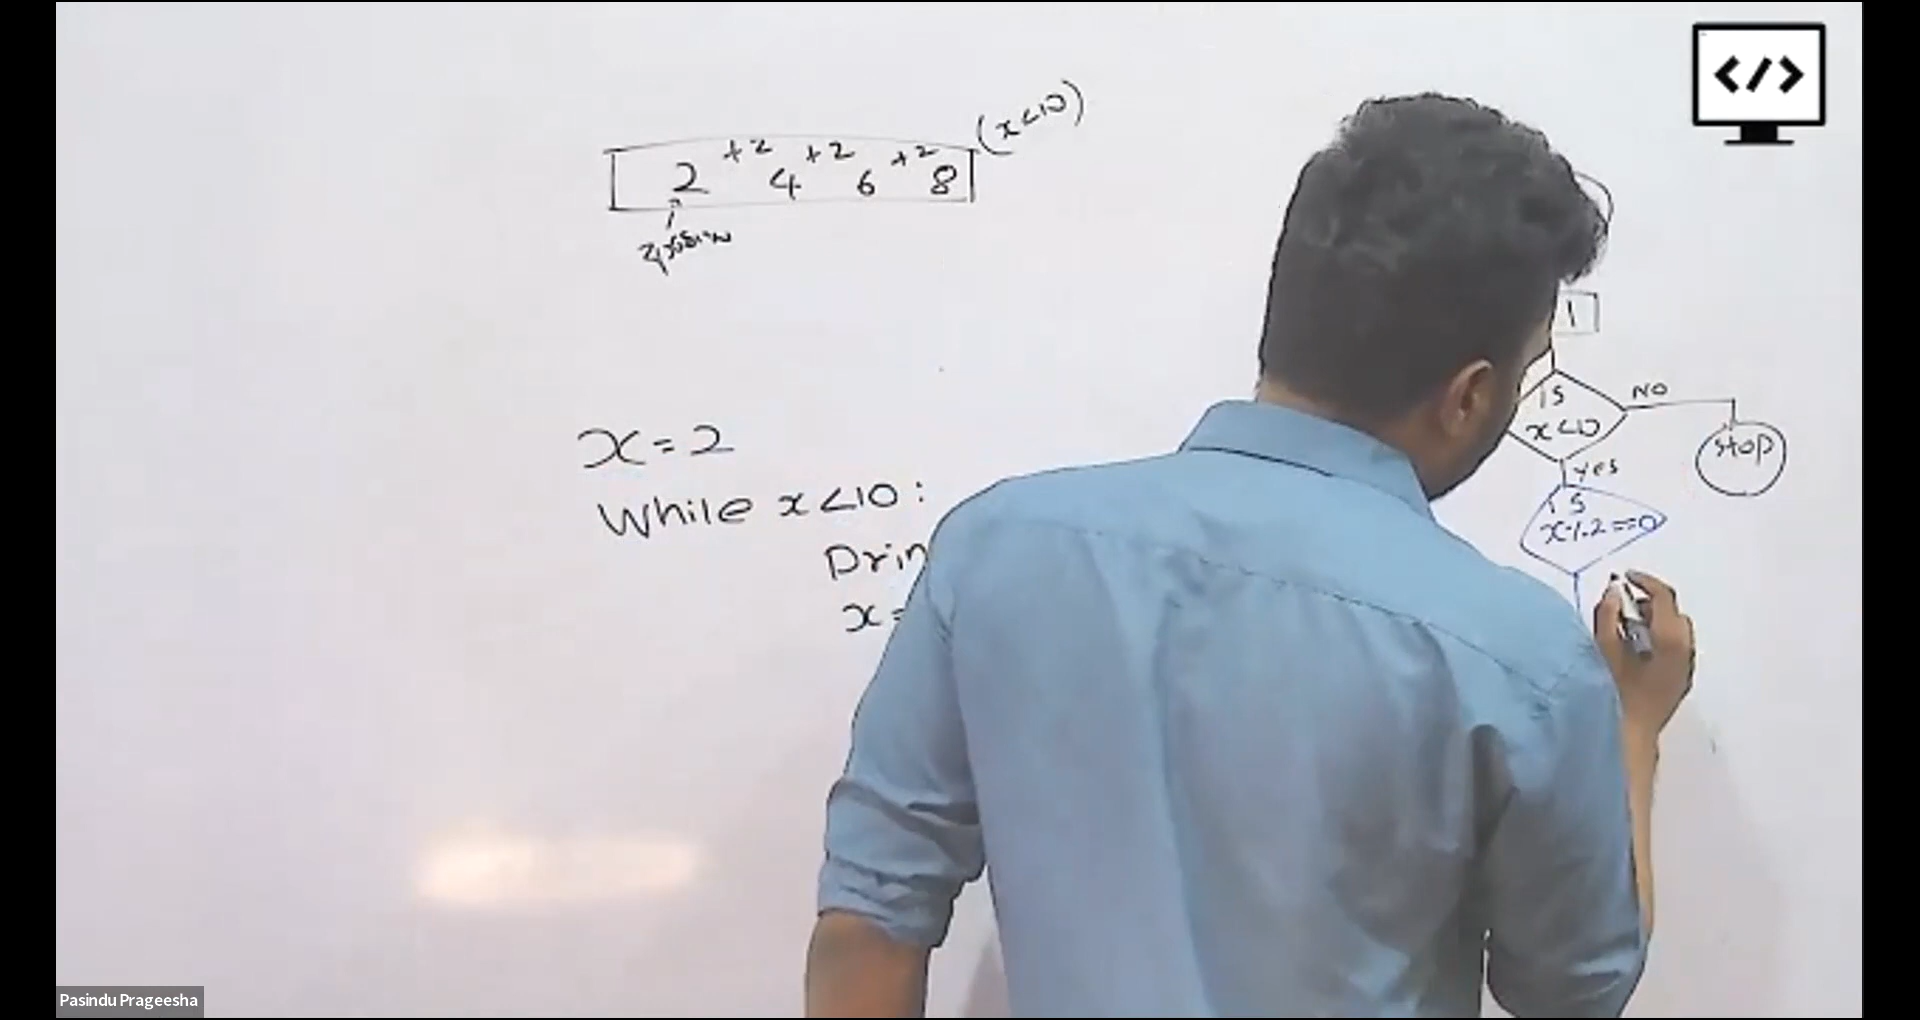 (x<10)
+2 +2 +2
2 4 6 8
x=2
While x<10:
Prin
x=
1
is
x<10
NO
stop
yes
is
x%2==0
</>
Pasindu Prageesha